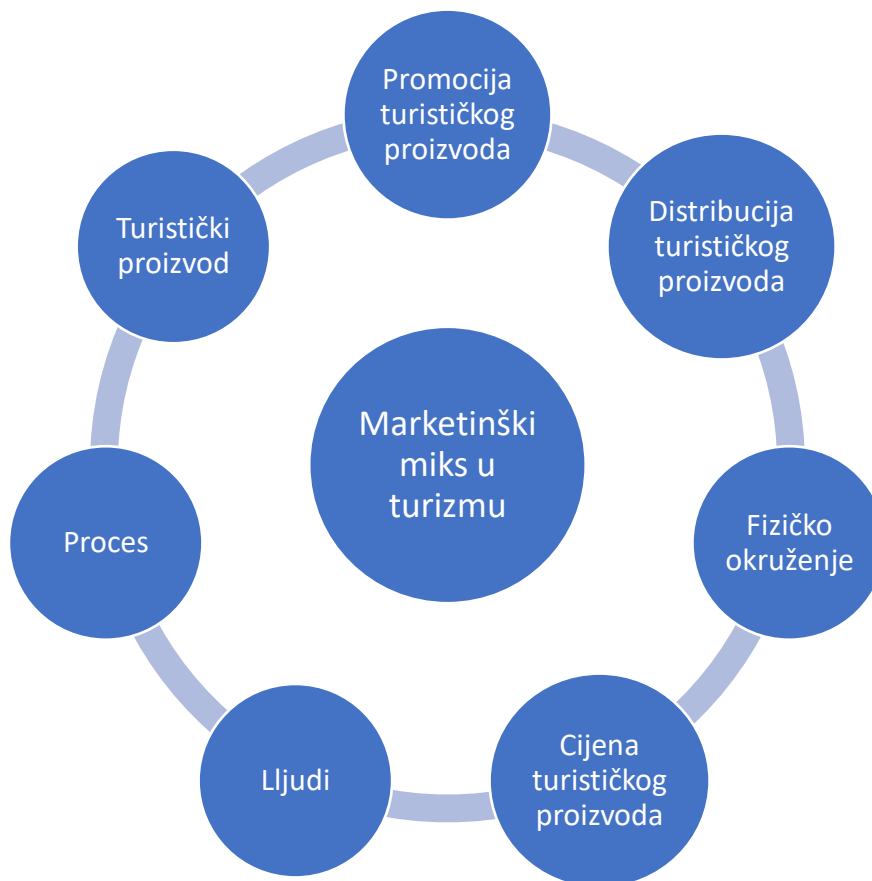 Promocija
turističkog
proizvoda
Distribucija
turističkog
proizvoda
Fizičko
okruženje
Cijena
turističkog
proizvoda
Lljudi
Proces
Turistički
proizvod
Marketinški
miks u
turizmu